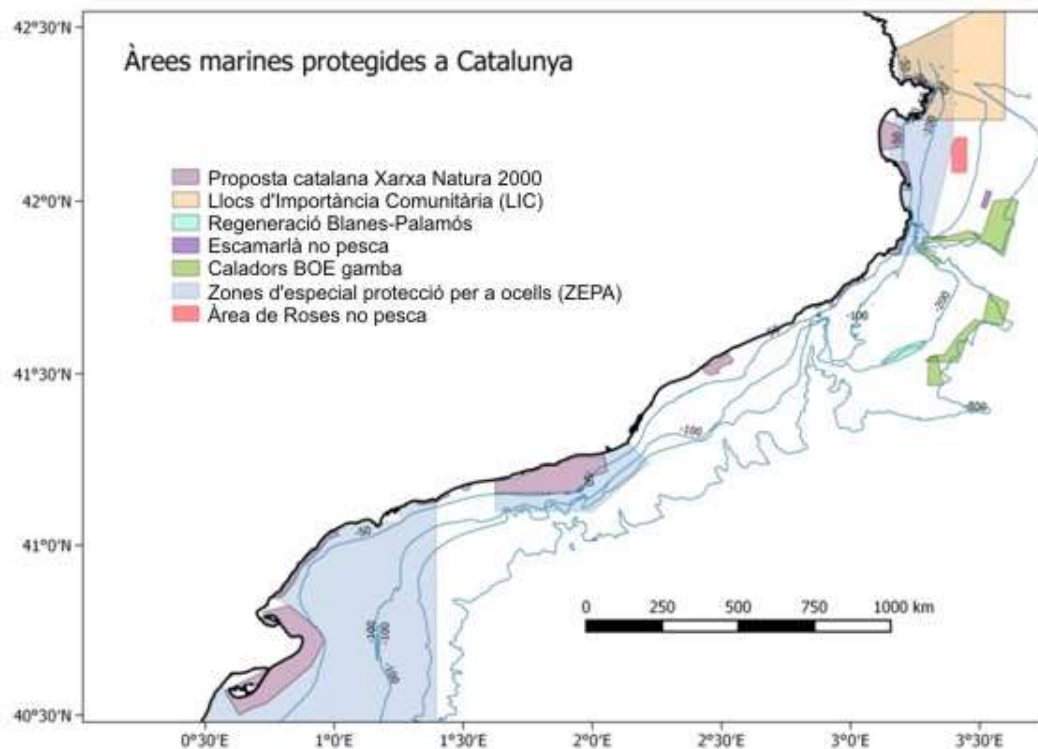 42°30'N
Àrees marines protegides a Catalunya
Proposta catalana Xarxa Natura 2000
Llocs d'Importància Comunitária (LIC)
Regeneració Blanes-Palamós
Escamarlà no pesca
Caladors BOE gamba
Zones d'especial protecció per a ocells (ZEPA)
Àrea de Roses no pesca
42°0'N
41°30'N
41°0'N
40°30'N
-100
-200
-100
-100
-50
-100
-100
-100
0 250 500 750 1000 km
0°30'E 1°0'E 1°30'E 2°0'E 2°30'E 3°0'E 3°30'E